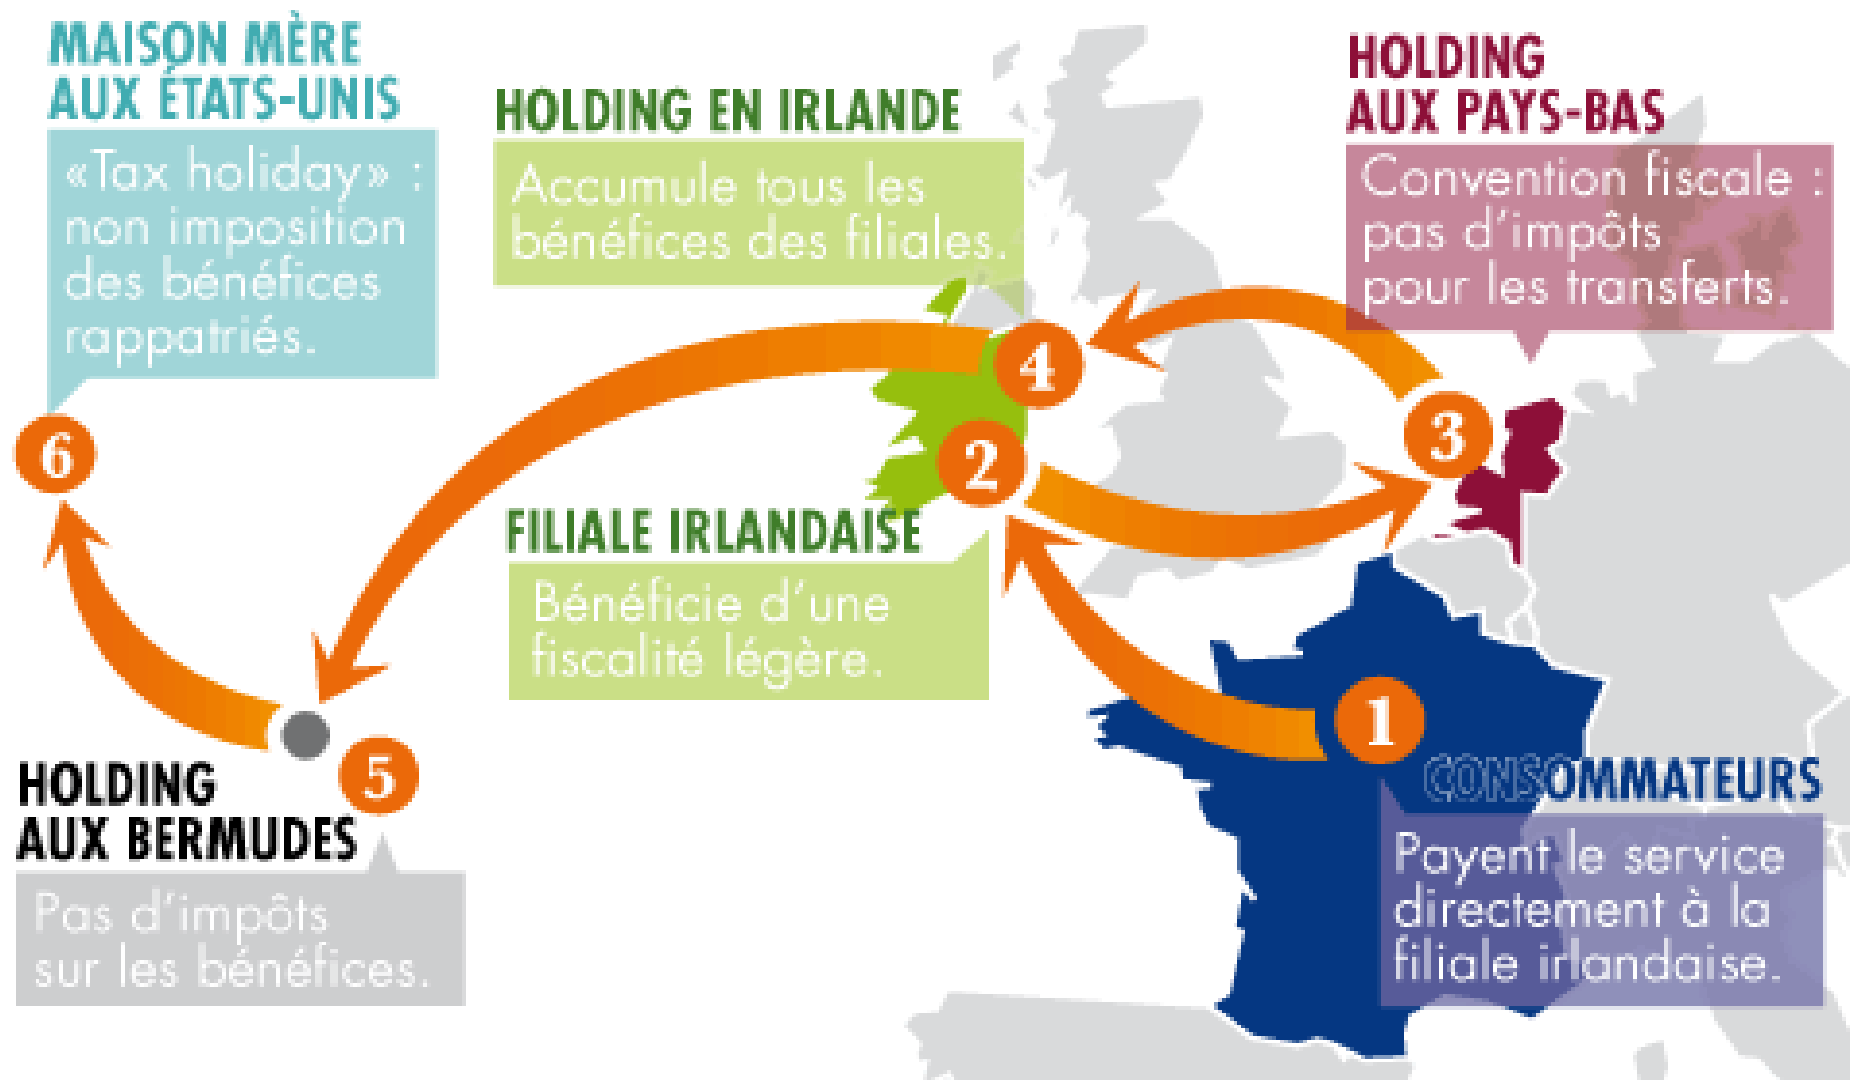 MAISON MÈRE
AUX ÉTATS-UNIS
«Tax holiday» :
non imposition
des bénéfices
rappatriés.
6
HOLDING EN IRLANDE
Accumule tous les
bénéfices des filiales.
4
HOLDING
AUX PAYS-BAS
Convention fiscale :
pas d'impôts
pour les transferts.
3
2
FILIALE IRLANDAISE
Bénéficie d'une
fiscalité légère.
1
CONSOMMATEURS
Payent le service
directement à la
filiale irlandaise.
5
HOLDING
AUX BERMUDES
Pas d'impôts
sur les bénéfices.